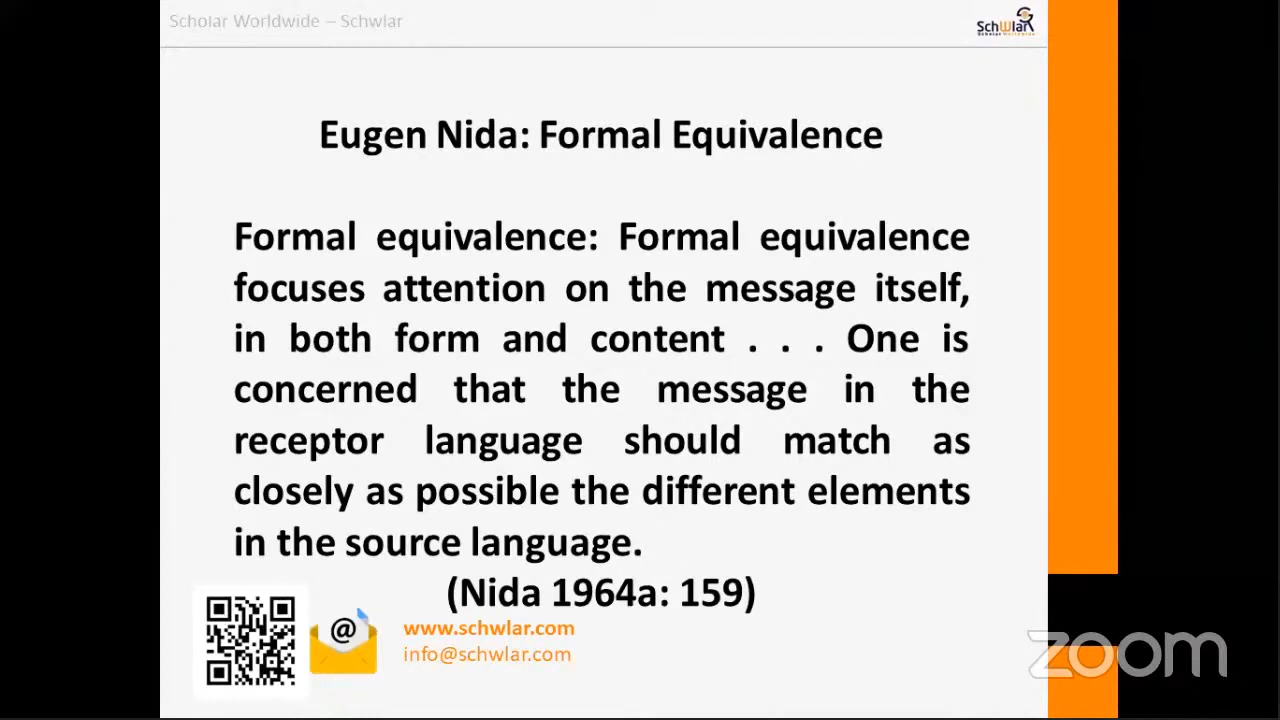 Scholar Worldwide – Schwlar
SchWlar
Scholar Worldwide
Eugen Nida: Formal Equivalence
Formal equivalence: Formal equivalence
focuses attention on the message itself,
in both form and content . . . One is
concerned that the message in the
receptor language should match as
closely as possible the different elements
in the source language.
(Nida 1964a: 159)
@
www.schwlar.com
info@schwlar.com
zoom